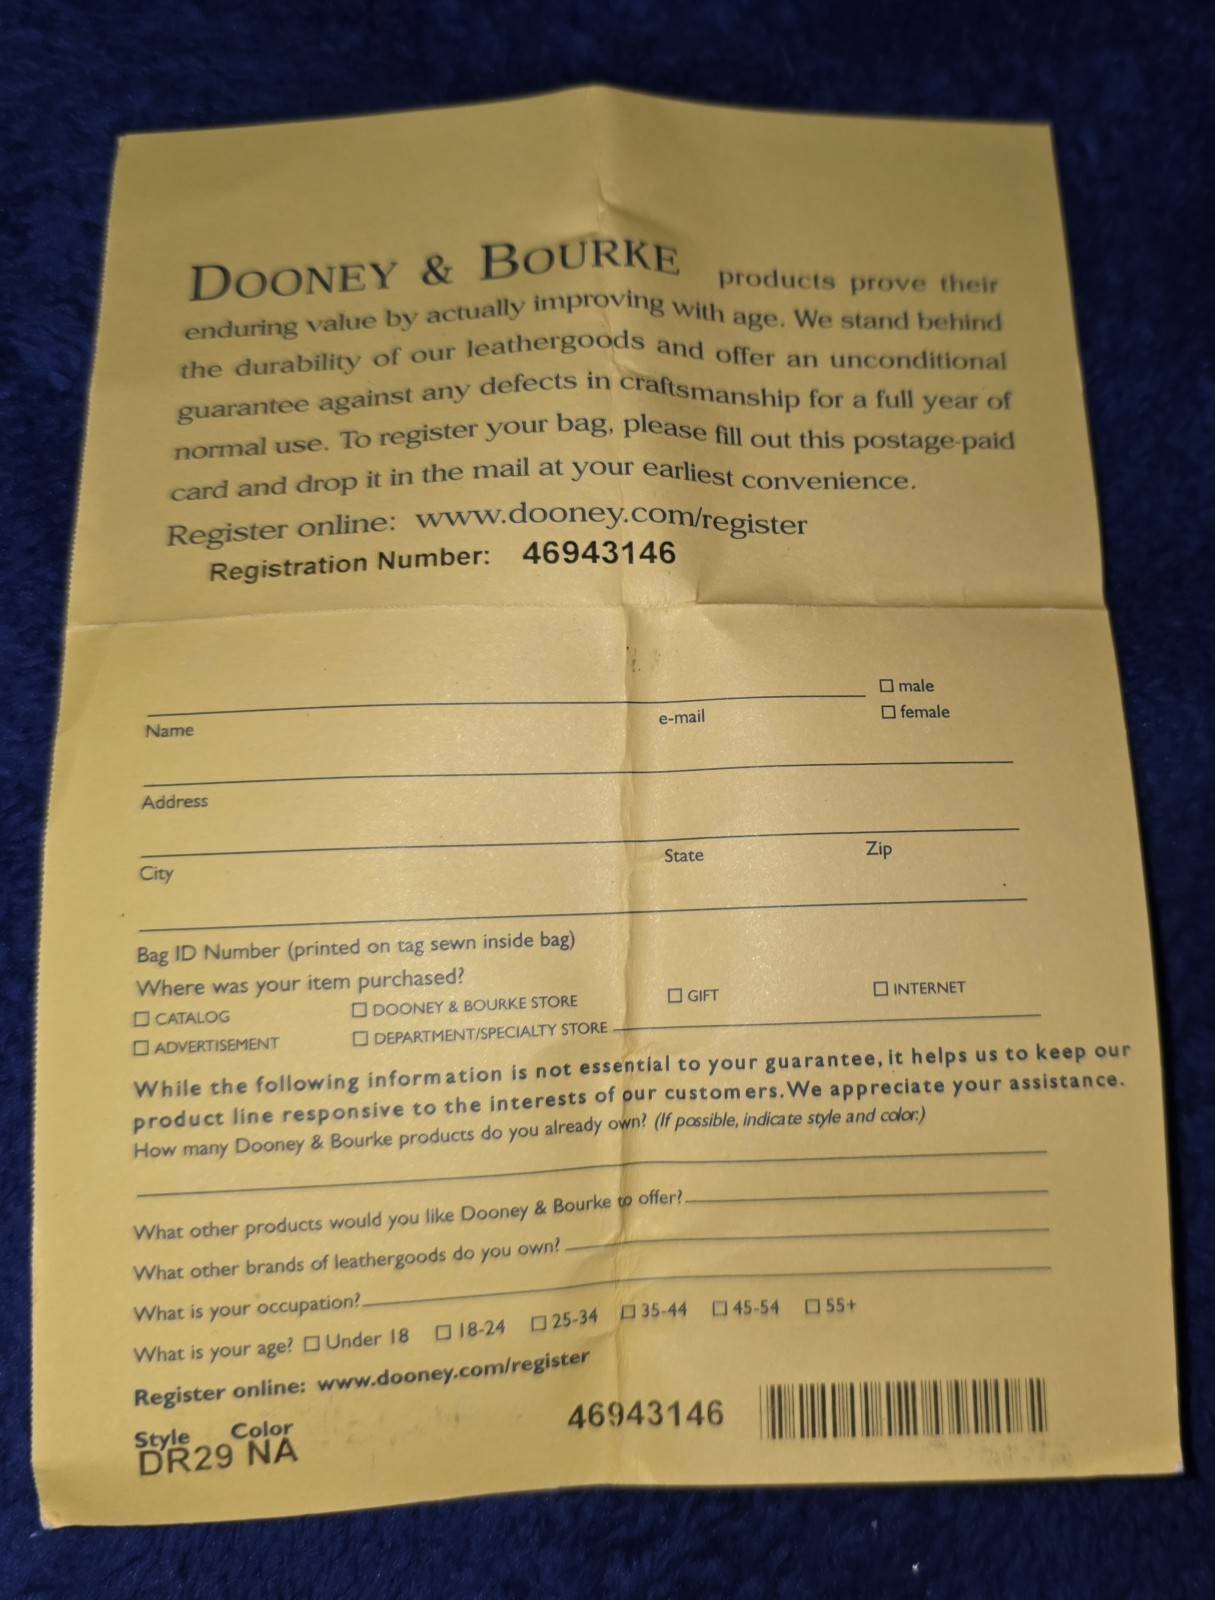 DOONEY & BOURKE products prove their
enduring value by actually improving with age. We stand behind
the durability of our leathergoods and offer an unconditional
guarantee against any defects in craftsmanship for a full year of
normal use. To register your bag, please fill out this postage-paid
card and drop it in the mail at your earliest convenience.
Register online: www.dooney.com/register
Registration Number: 46943146
☐ male
Name e-mail ☐ female
Address
City State Zip
Bag ID Number (printed on tag sewn inside bag)
Where was your item purchased?
☐ CATALOG ☐ DOONEY & BOURKE STORE ☐ GIFT ☐ INTERNET
☐ ADVERTISEMENT ☐ DEPARTMENT/SPECIALTY STORE
While the following information is not essential to your guarantee, it helps us to keep our
product line responsive to the interests of our customers. We appreciate your assistance.
How many Dooney & Bourke products do you already own? (If possible, indicate style and color.)
What other products would you like Dooney & Bourke to offer?
What other brands of leathergoods do you own?
What is your occupation?
What is your age? ☐ Under 18 ☐ 18-24 ☐ 25-34 ☐ 35-44 ☐ 45-54 ☐ 55+
Register online: www.dooney.com/register
Style Color 46943146
DR29 NA